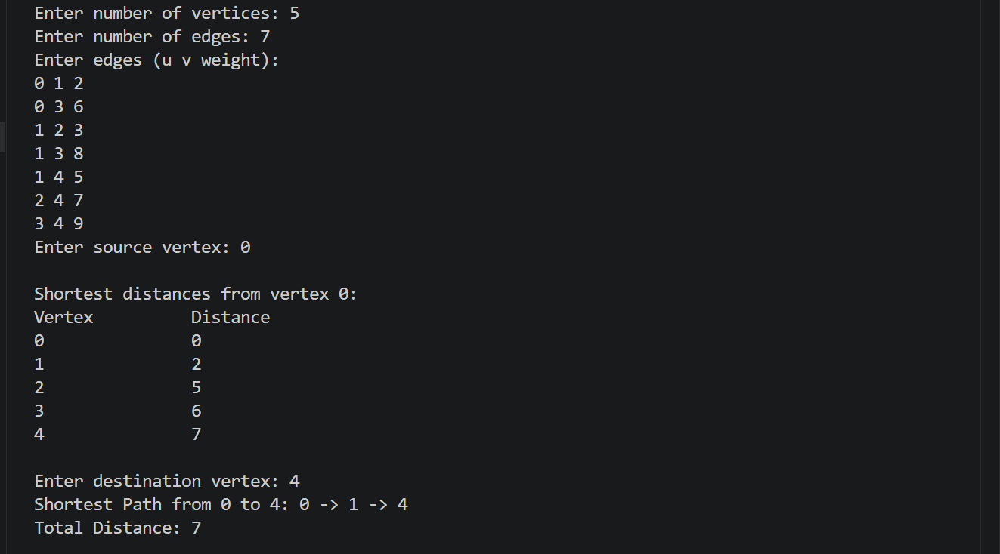 Enter number of vertices: 5
Enter number of edges: 7
Enter edges (u v weight):
0 1 2
0 3 6
1 2 3
1 3 8
1 4 5
2 4 7
3 4 9
Enter source vertex: 0
Shortest distances from vertex 0:
Vertex Distance
0 0
1 2
2 5
3 6
4 7
Enter destination vertex: 4
Shortest Path from 0 to 4: 0 -> 1 -> 4
Total Distance: 7